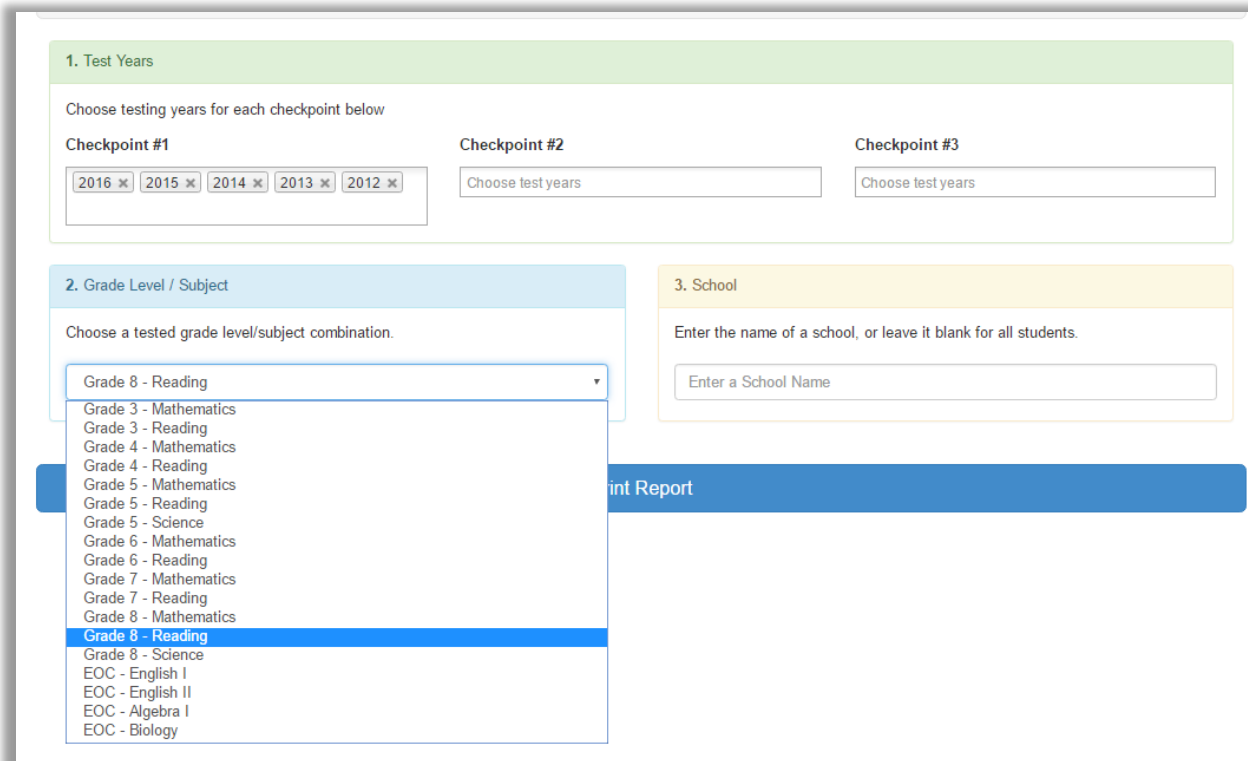 1. Test Years
Choose testing years for each checkpoint below
Checkpoint #1
Checkpoint #2
Checkpoint #3
2016 × 2015 × 2014 × 2013 × 2012 ×
Choose test years
Choose test years
2. Grade Level / Subject
Choose a tested grade level/subject combination.
Grade 8 - Reading
Grade 3 - Mathematics
Grade 3 - Reading
Grade 4 - Mathematics
Grade 4 - Reading
Grade 5 - Mathematics
Grade 5 - Reading
Grade 5 - Science
Grade 6 - Mathematics
Grade 6 - Reading
Grade 7 - Mathematics
Grade 7 - Reading
Grade 8 - Mathematics
Grade 8 - Reading
Grade 8 - Science
EOC - English I
EOC - English II
EOC - Algebra I
EOC - Biology
3. School
Enter the name of a school, or leave it blank for all students.
Enter a School Name
Report